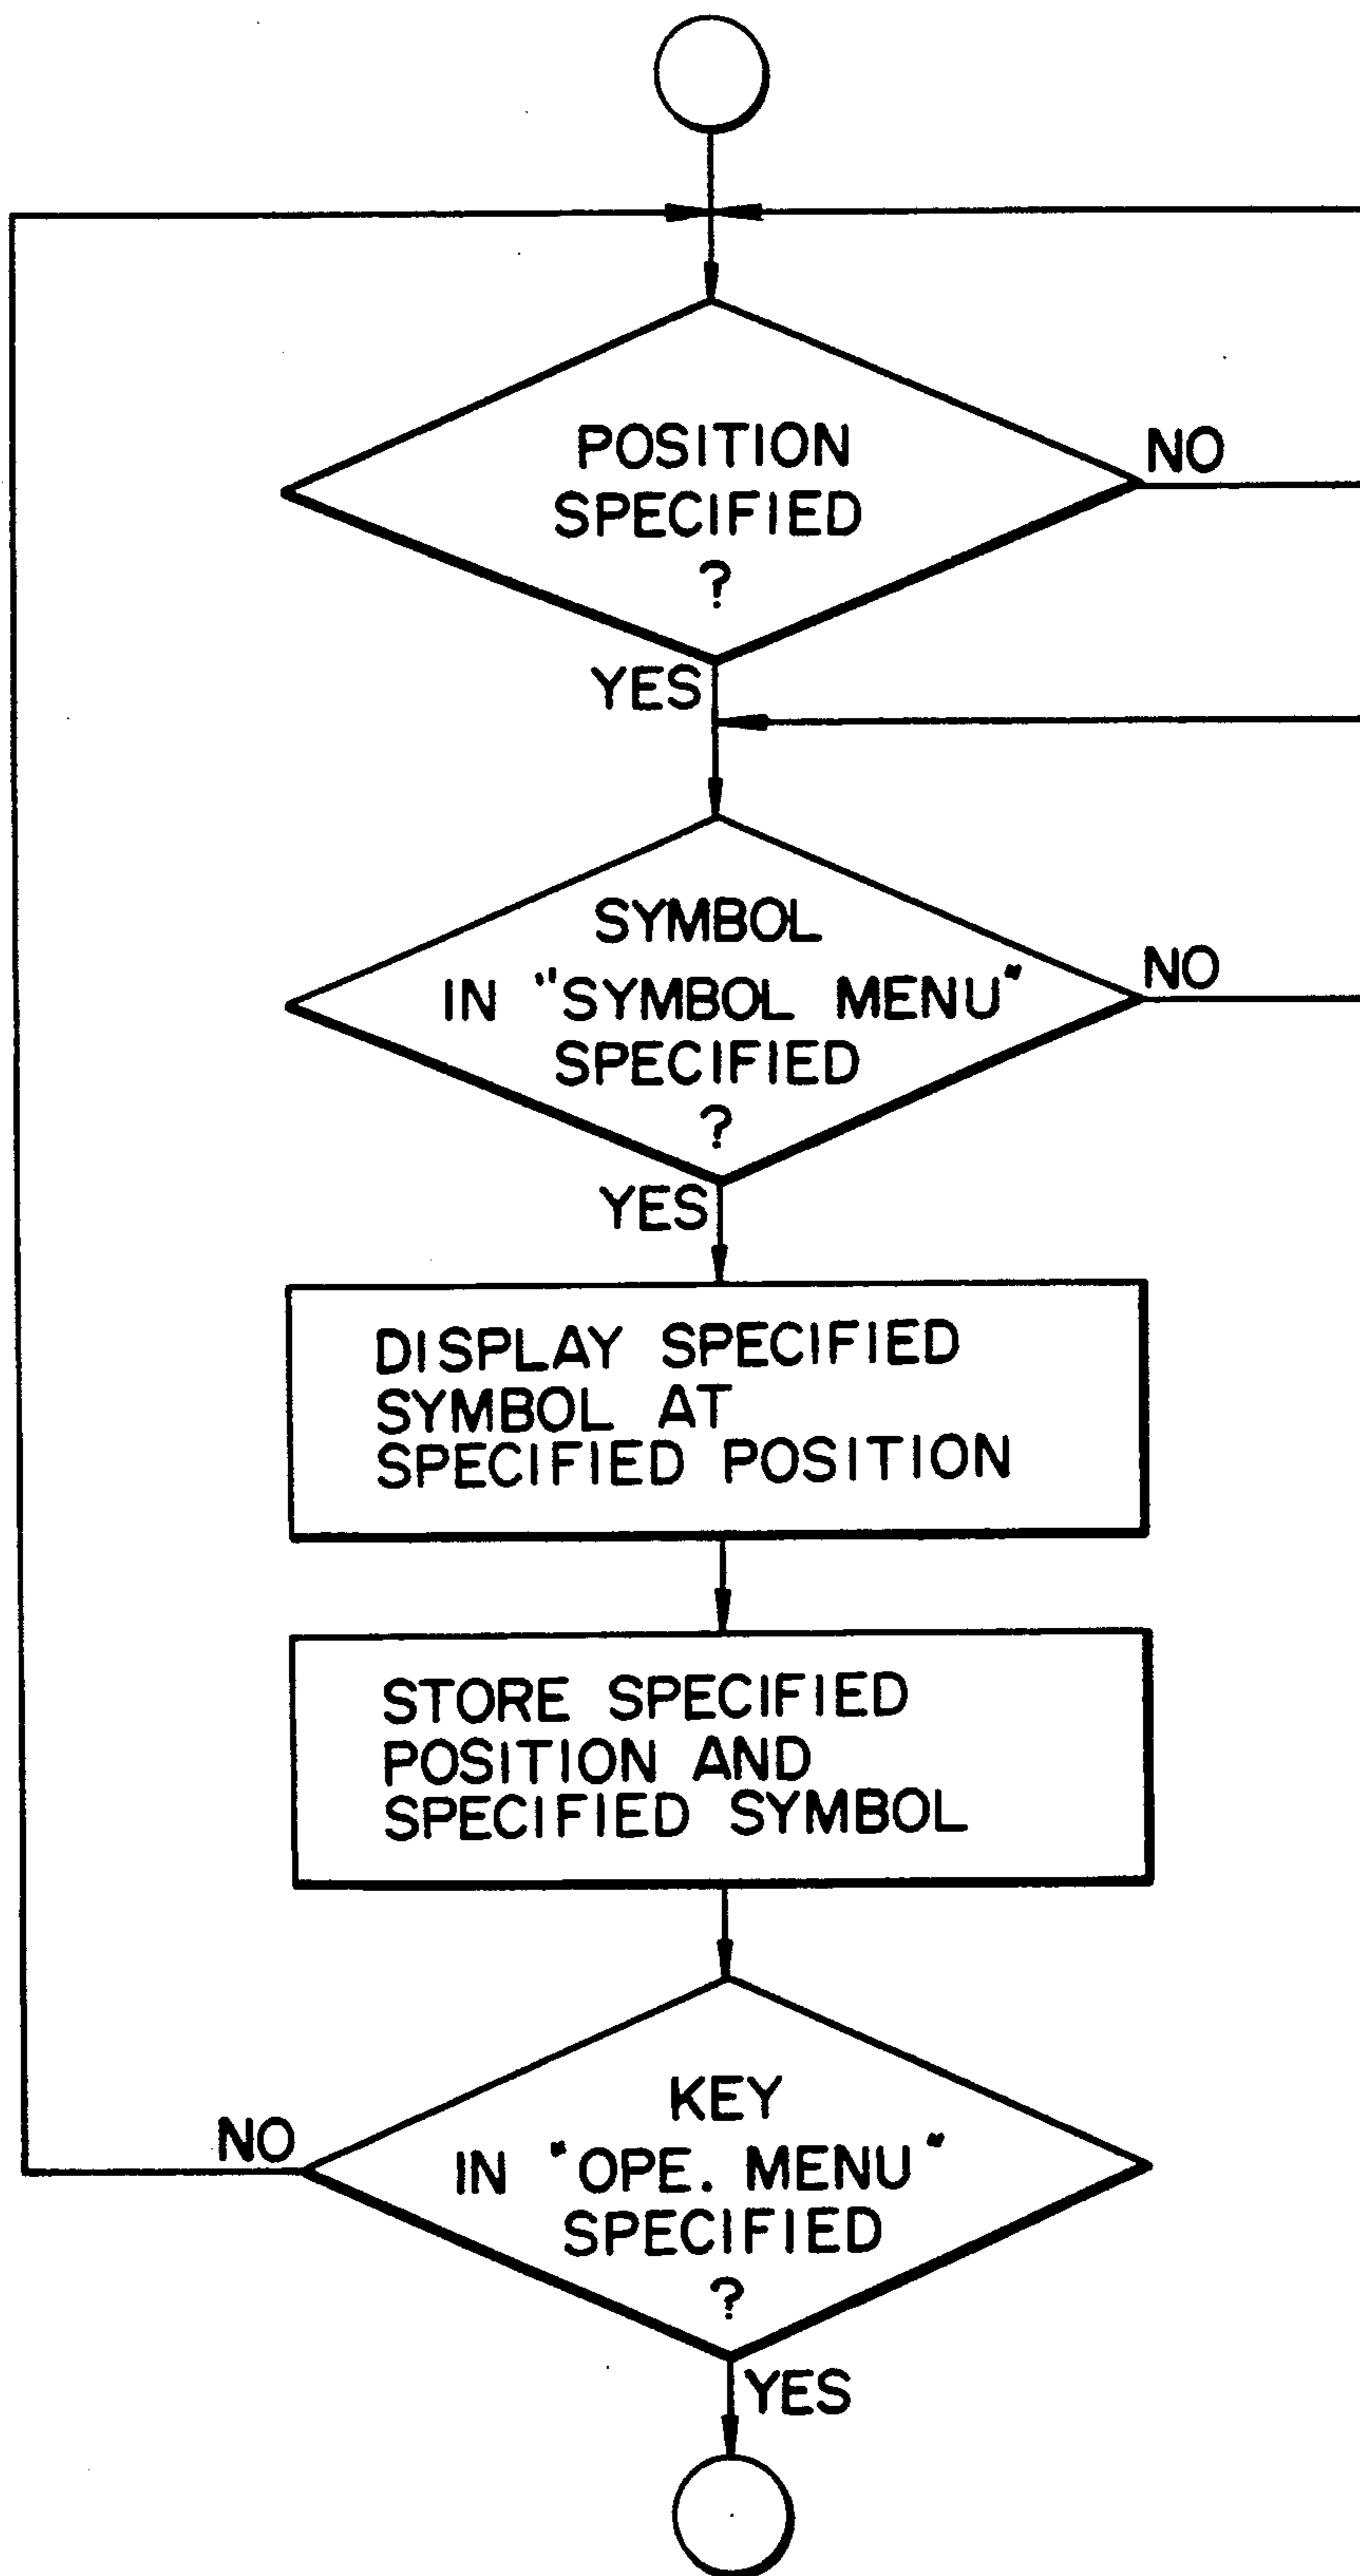 POSITION
SPECIFIED
?
NO
YES
SYMBOL
IN "SYMBOL MENU"
SPECIFIED
?
NO
YES
DISPLAY SPECIFIED
SYMBOL AT
SPECIFIED POSITION
STORE SPECIFIED
POSITION AND
SPECIFIED SYMBOL
KEY
IN "OPE. MENU"
SPECIFIED
?
NO
YES